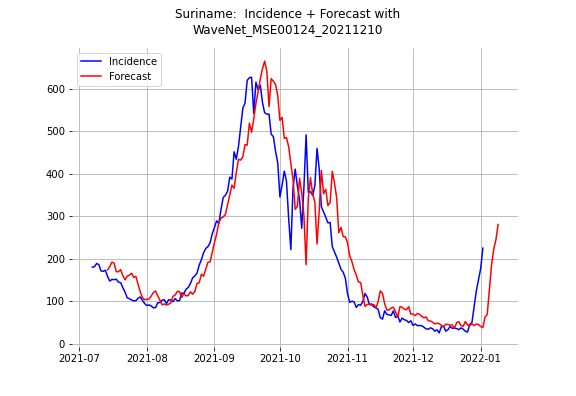 Suriname:  Incidence + Forecast with
WaveNet_MSE00124_20211210
Incidence
Forecast
600
500
400
300
200
100
0
2021-07 2021-08 2021-09 2021-10 2021-11 2021-12 2022-01